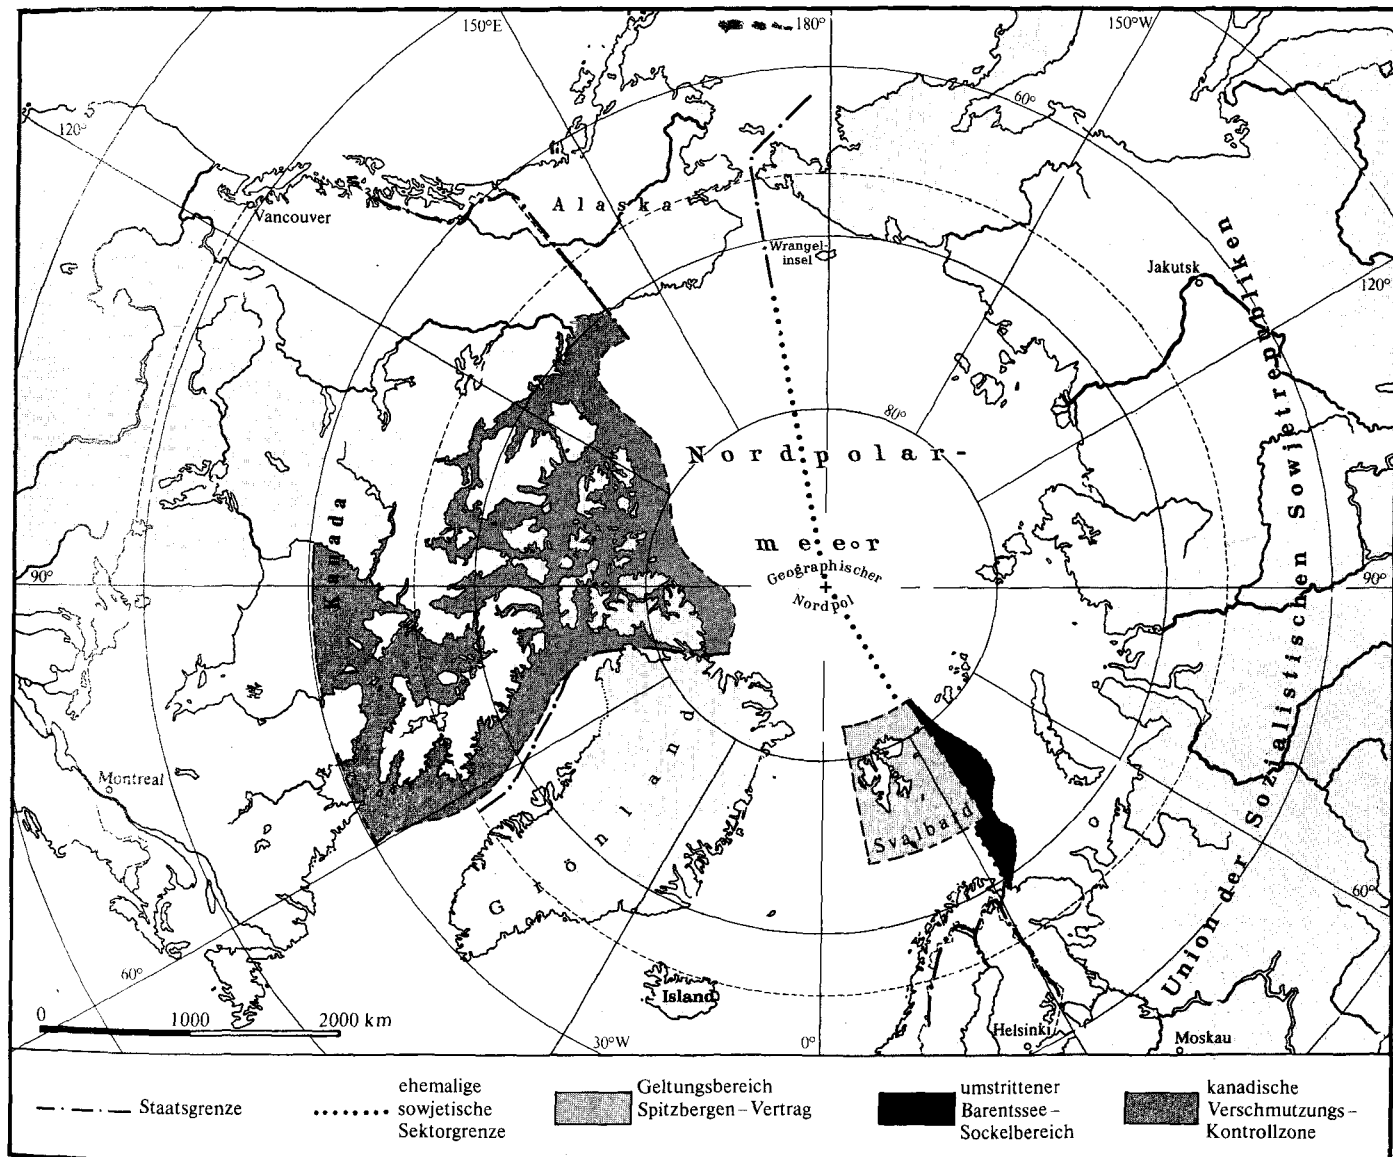 150°E
180°
150°W
120°
60°
Vancouver
Alaska
Wrangel-
insel
Jakutsk
120°
80°
Nordpolar-
meer
Geographischer
Nordpol
Kanada
90°
90°
Union der Sozialistischen Sowjetrepubliken
Montreal
Grönland
Svalbard
60°
60°
Island
Helsinki
Moskau
0 1000 2000 km
30°W
0°
Staatsgrenze
ehemalige
sowjetische
Sektorgrenze
Geltungsbereich
Spitzbergen-Vertrag
umstrittener
Barentssee-
Sockelbereich
kanadische
Verschmutzungs-
Kontrollzone